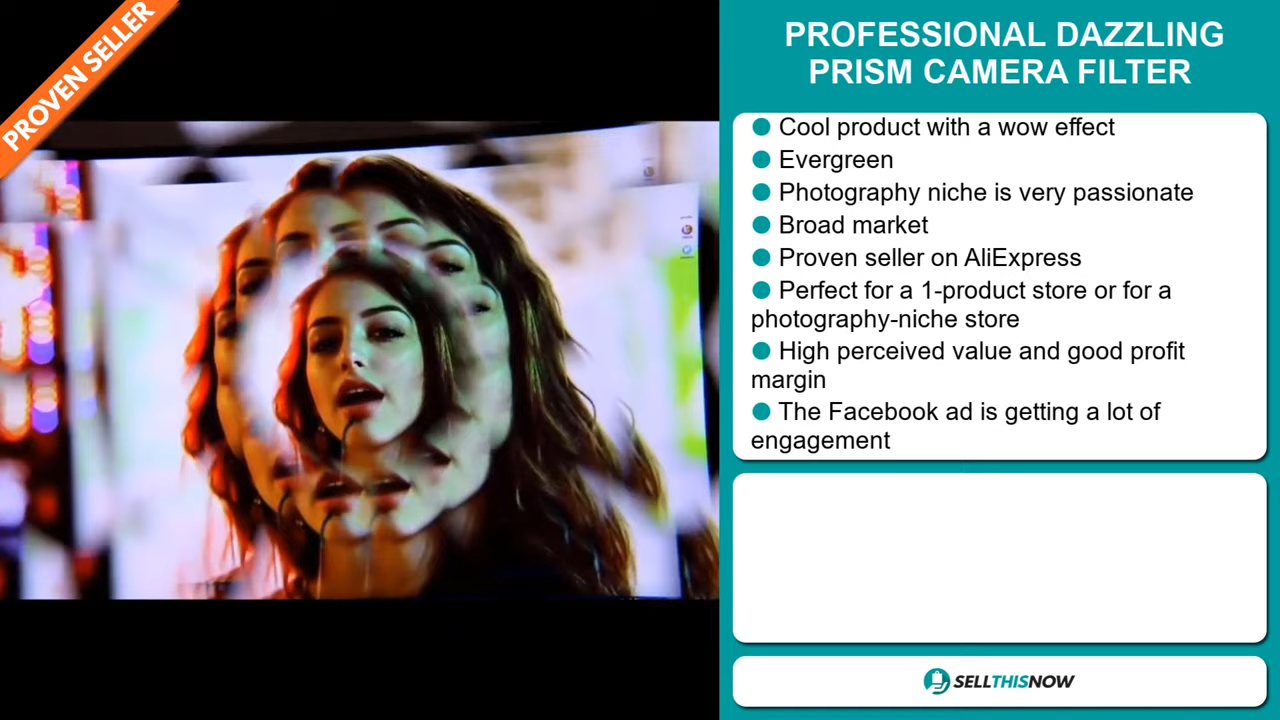 PROVEN SELLER
PROFESSIONAL DAZZLING
PRISM CAMERA FILTER
● Cool product with a wow effect
● Evergreen
● Photography niche is very passionate
● Broad market
● Proven seller on AliExpress
● Perfect for a 1-product store or for a
photography-niche store
● High perceived value and good profit
margin
● The Facebook ad is getting a lot of
engagement
SELLTHISNOW